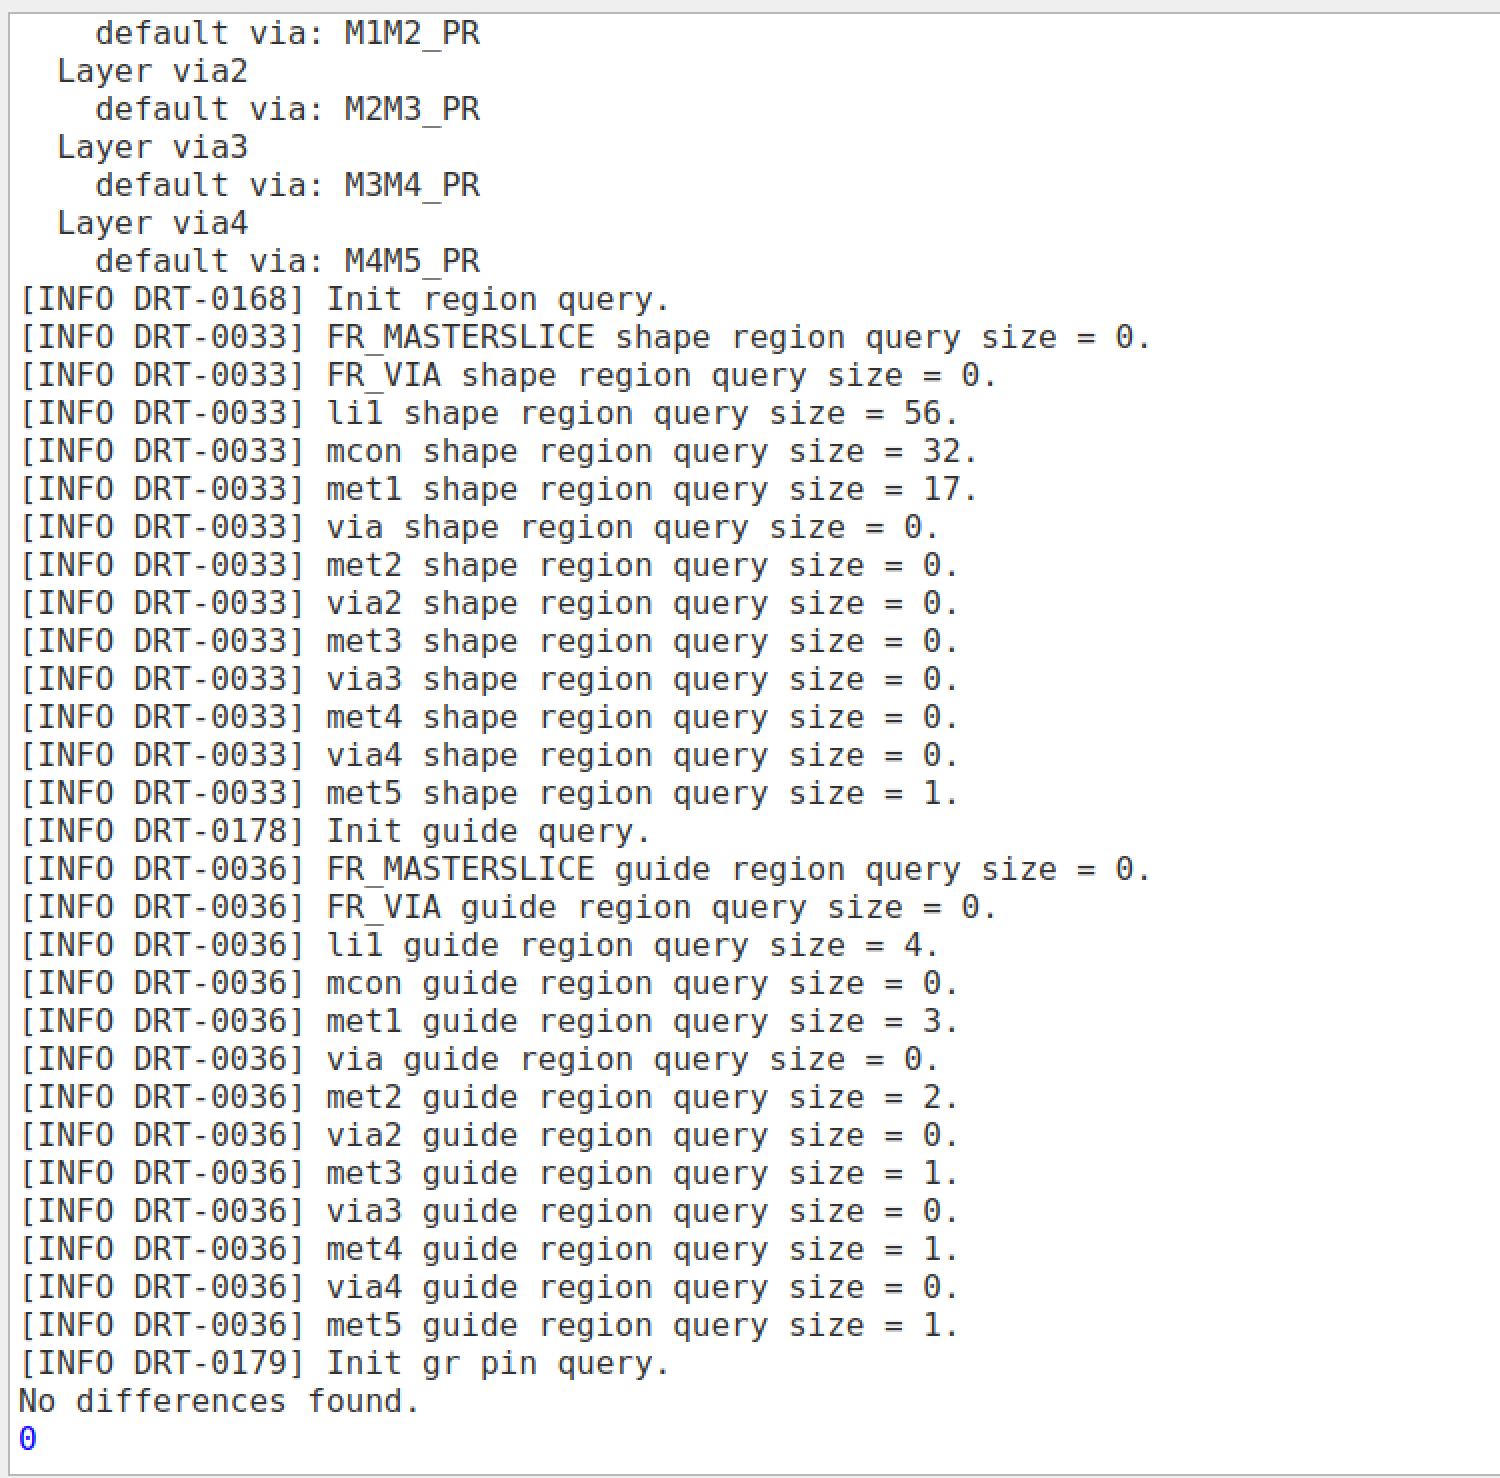 default via: M1M2_PR
Layer via2
default via: M2M3_PR
Layer via3
default via: M3M4_PR
Layer via4
default via: M4M5_PR
[INFO DRT-0168] Init region query.
[INFO DRT-0033] FR_MASTERSLICE shape region query size = 0.
[INFO DRT-0033] FR_VIA shape region query size = 0.
[INFO DRT-0033] li1 shape region query size = 56.
[INFO DRT-0033] mcon shape region query size = 32.
[INFO DRT-0033] met1 shape region query size = 17.
[INFO DRT-0033] via shape region query size = 0.
[INFO DRT-0033] met2 shape region query size = 0.
[INFO DRT-0033] via2 shape region query size = 0.
[INFO DRT-0033] met3 shape region query size = 0.
[INFO DRT-0033] via3 shape region query size = 0.
[INFO DRT-0033] met4 shape region query size = 0.
[INFO DRT-0033] via4 shape region query size = 0.
[INFO DRT-0033] met5 shape region query size = 1.
[INFO DRT-0178] Init guide query.
[INFO DRT-0036] FR_MASTERSLICE guide region query size = 0.
[INFO DRT-0036] FR_VIA guide region query size = 0.
[INFO DRT-0036] li1 guide region query size = 4.
[INFO DRT-0036] mcon guide region query size = 0.
[INFO DRT-0036] met1 guide region query size = 3.
[INFO DRT-0036] via guide region query size = 0.
[INFO DRT-0036] met2 guide region query size = 2.
[INFO DRT-0036] via2 guide region query size = 0.
[INFO DRT-0036] met3 guide region query size = 1.
[INFO DRT-0036] via3 guide region query size = 0.
[INFO DRT-0036] met4 guide region query size = 1.
[INFO DRT-0036] via4 guide region query size = 0.
[INFO DRT-0036] met5 guide region query size = 1.
[INFO DRT-0179] Init gr pin query.
No differences found.
0